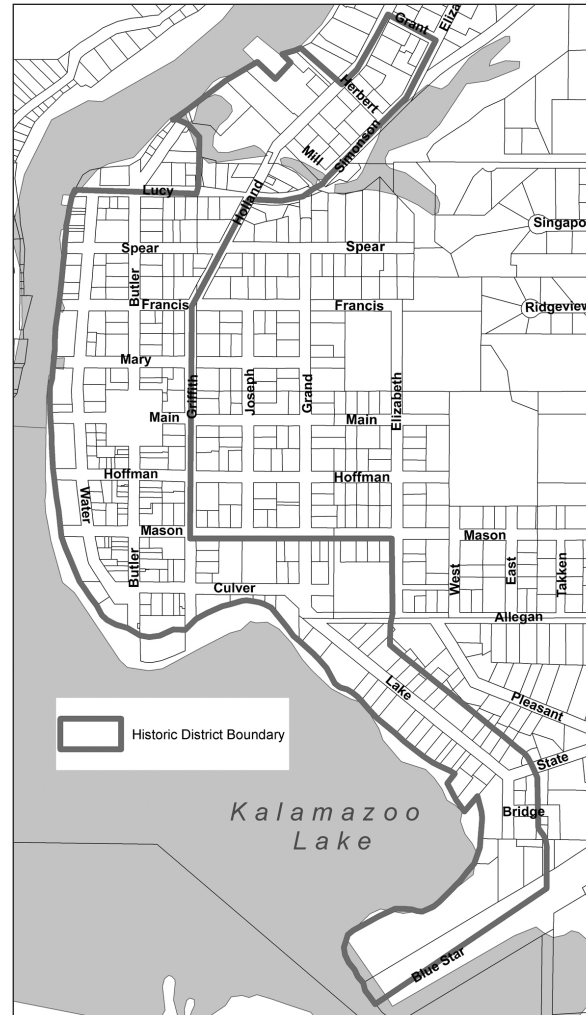 Grant
Eliza
Herbert
Mill
Simonson
Lucy
Holland
Singapo
Spear
Spear
Butler
Francis
Francis
Ridgeview
Mary
Griffith
Joseph
Grand
Elizabeth
Main
Main
Hoffman
Hoffman
Water
Mason
Mason
Butler
West
East
Takken
Culver
Allegan
Lake
Pleasant
Historic District Boundary
State
Bridge
Kalamazoo
Lake
Blue Star